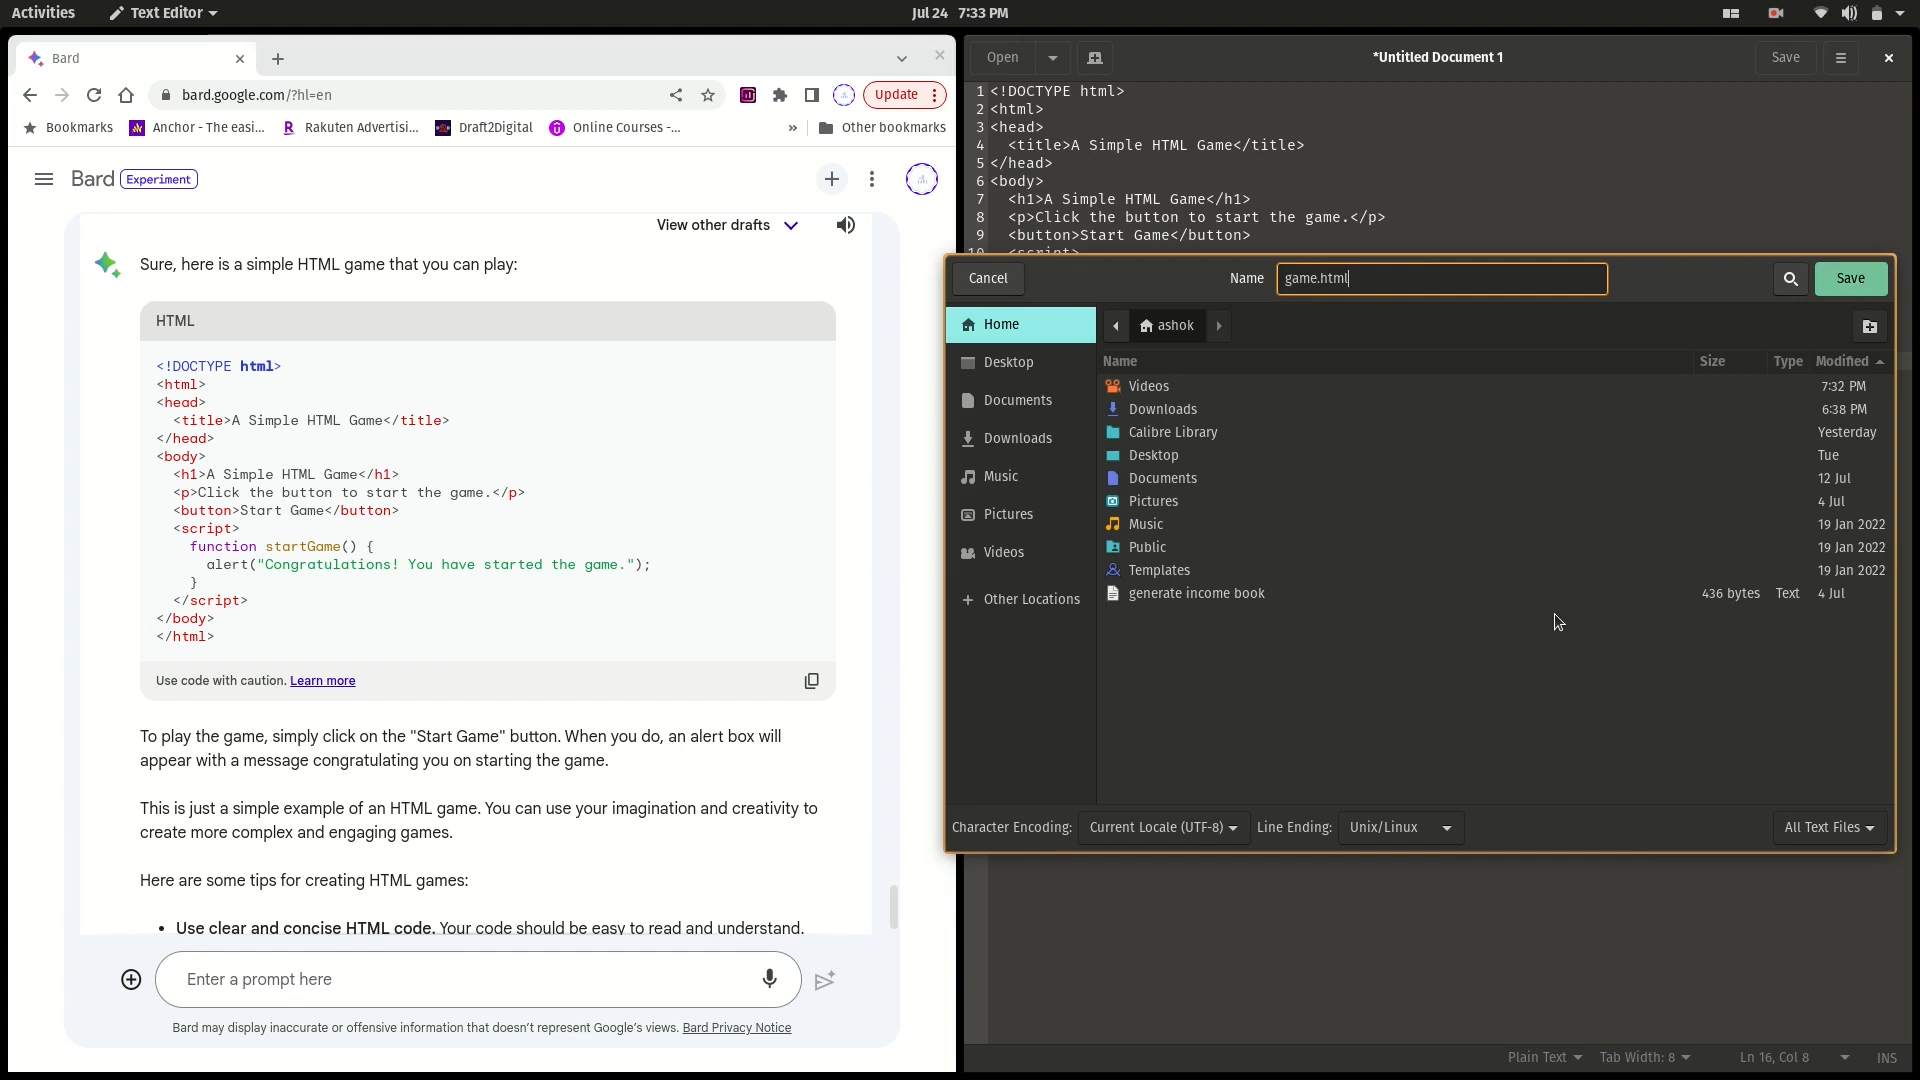 Activities Text Editor Jul 24 7:33 PM
Bard
bard.google.com/?hl=en Update
Bookmarks Anchor - The easi... Rakuten Advertisi... Draft2Digital Online Courses -... » Other bookmarks
Bard Experiment
View other drafts
Sure, here is a simple HTML game that you can play:
HTML
<!DOCTYPE html>
<html>
<head>
  <title>A Simple HTML Game</title>
</head>
<body>
  <h1>A Simple HTML Game</h1>
  <p>Click the button to start the game.</p>
  <button>Start Game</button>
  <script>
    function startGame() {
      alert("Congratulations! You have started the game.");
    }
  </script>
</body>
</html>
Use code with caution. Learn more
To play the game, simply click on the "Start Game" button. When you do, an alert box will
appear with a message congratulating you on starting the game.
This is just a simple example of an HTML game. You can use your imagination and creativity to
create more complex and engaging games.
Here are some tips for creating HTML games:
• Use clear and concise HTML code. Your code should be easy to read and understand.
Enter a prompt here
Bard may display inaccurate or offensive information that doesn't represent Google's views. Bard Privacy Notice
Open *Untitled Document 1 Save
1 <!DOCTYPE html>
2 <html>
3 <head>
4   <title>A Simple HTML Game</title>
5 </head>
6 <body>
7   <h1>A Simple HTML Game</h1>
8   <p>Click the button to start the game.</p>
9   <button>Start Game</button>
10   <script>
Cancel Name game.html Save
Home
Desktop
Documents
Downloads
Music
Pictures
Videos
+ Other Locations
ashok
Name Size Type Modified
Videos 7:32 PM
Downloads 6:38 PM
Calibre Library Yesterday
Desktop Tue
Documents 12 Jul
Pictures 4 Jul
Music 19 Jan 2022
Public 19 Jan 2022
Templates 19 Jan 2022
generate income book 436 bytes Text 4 Jul
Character Encoding: Current Locale (UTF-8) Line Ending: Unix/Linux All Text Files
Plain Text Tab Width: 8 Ln 16, Col 8 INS